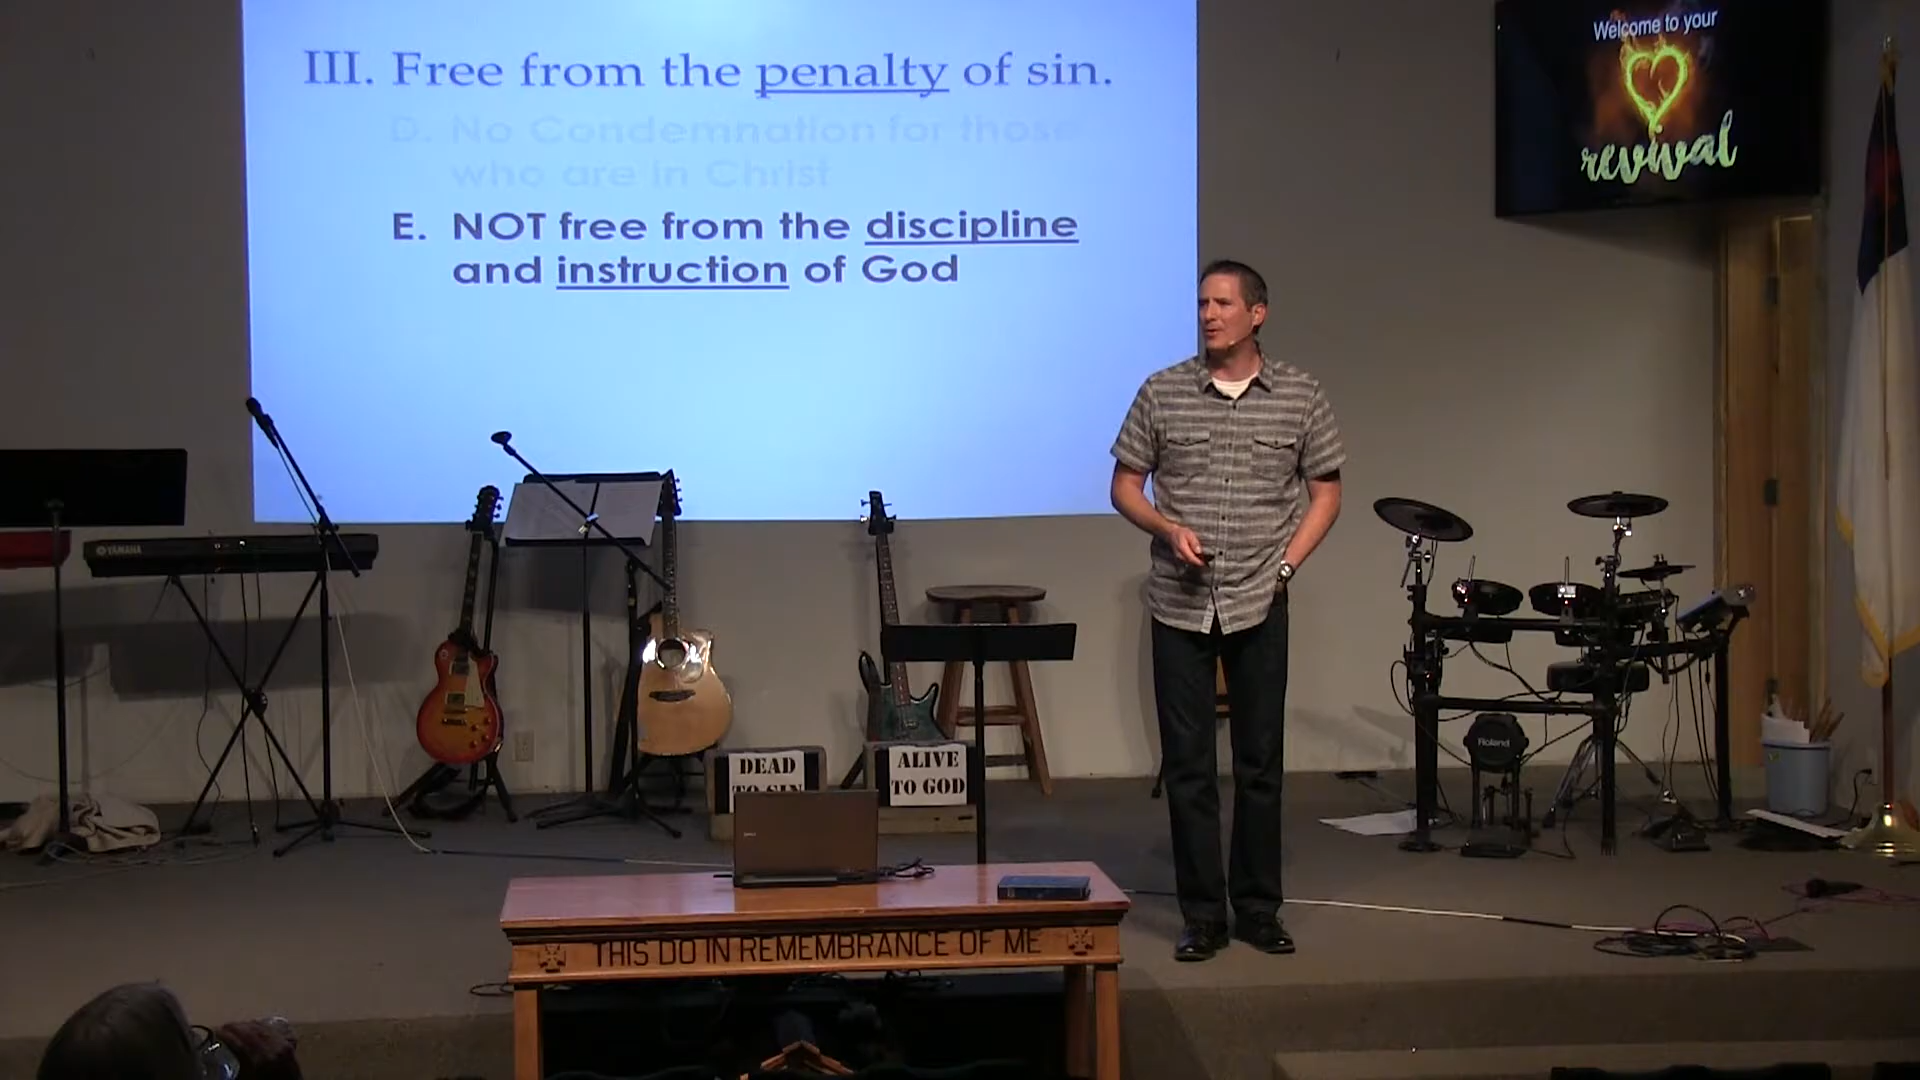 III. Free from the penalty of sin.
D. No Condemnation for those
who are in Christ
E. NOT free from the discipline
and instruction of God
Welcome to your
revival
YAMAHA
DEAD
TO SIN
ALIVE
TO GOD
Roland
THIS DO IN REMEMBRANCE OF ME